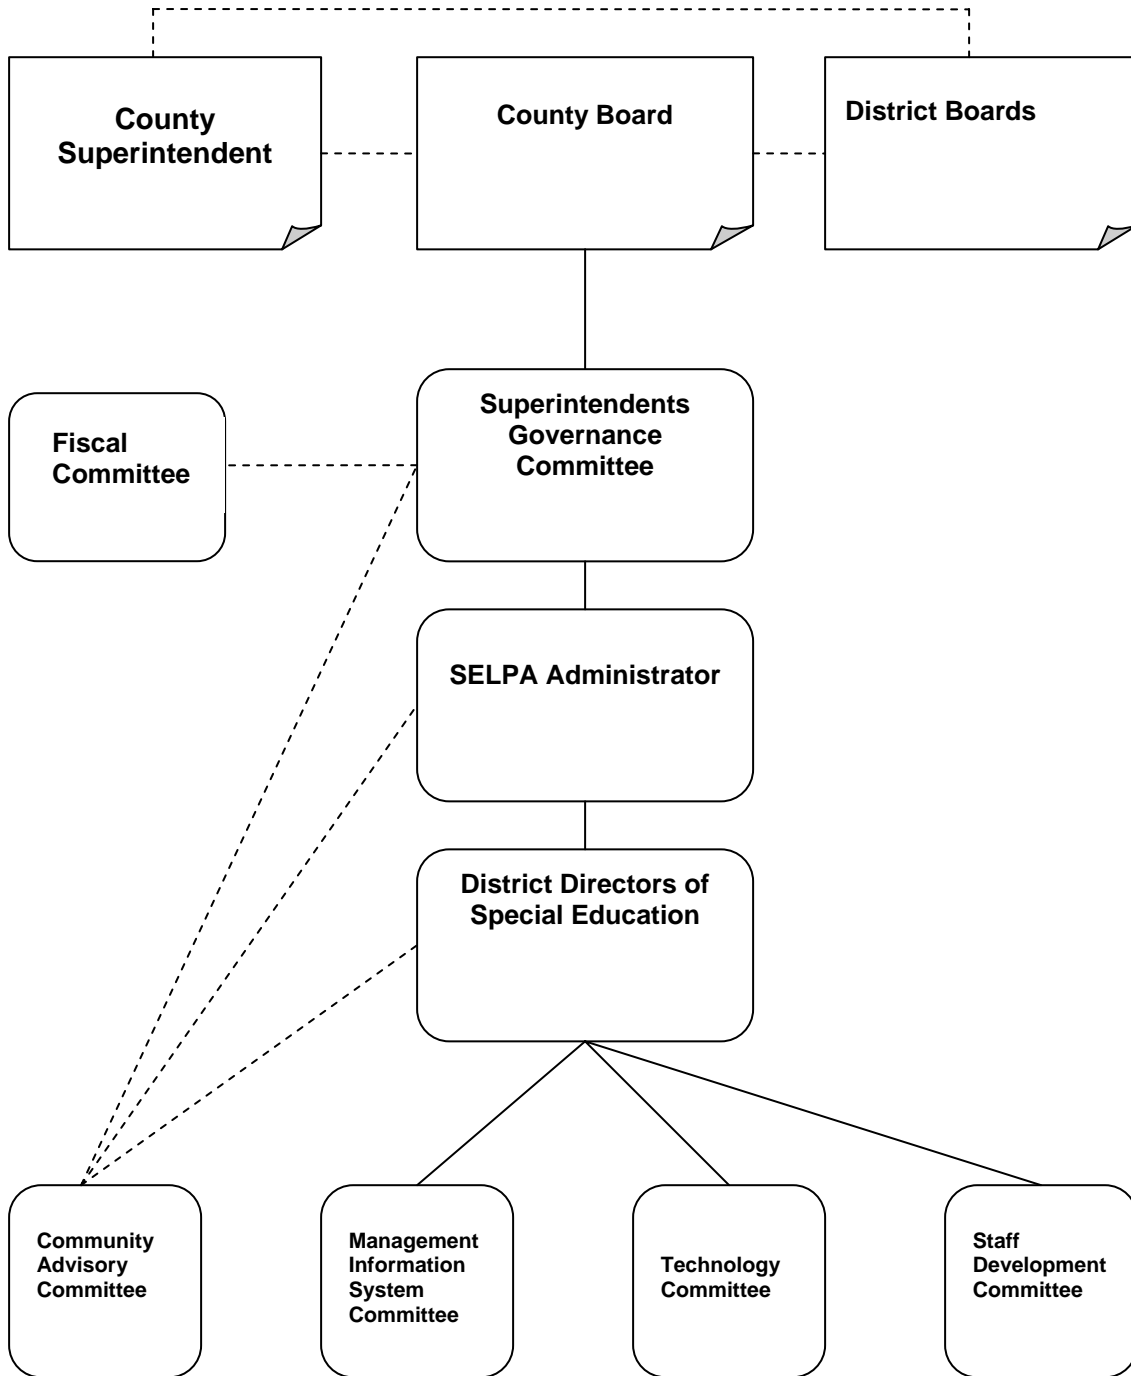 County
Superintendent
County Board
District Boards
Superintendents
Governance
Committee
Fiscal
Committee
SELPA Administrator
District Directors of
Special Education
Community
Advisory
Committee
Management
Information
System
Committee
Technology
Committee
Staff
Development
Committee